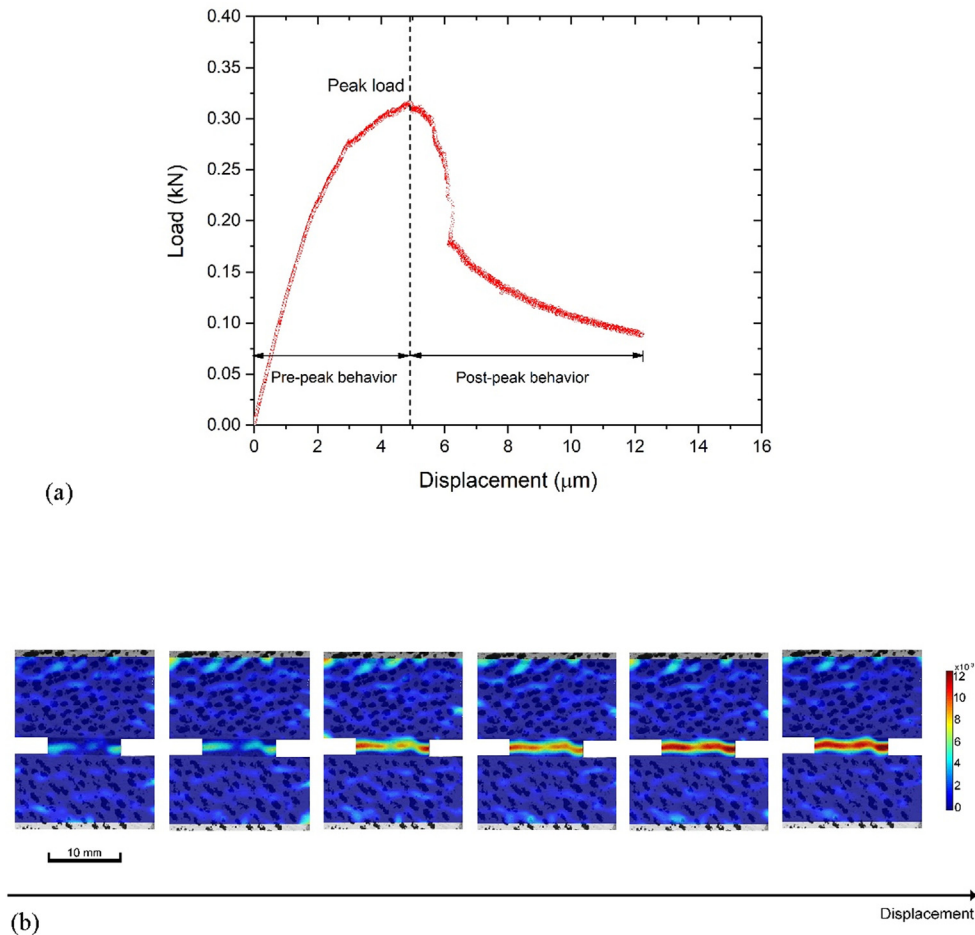 0.40
0.35
0.30
0.25
0.20
0.15
0.10
0.05
0.00
Load (kN)
Peak load
Pre-peak behavior
Post-peak behavior
0 2 4 6 8 10 12 14 16
Displacement (μm)
(a)
12
10
8
6
4
2
0
10 mm
Displacement
(b)